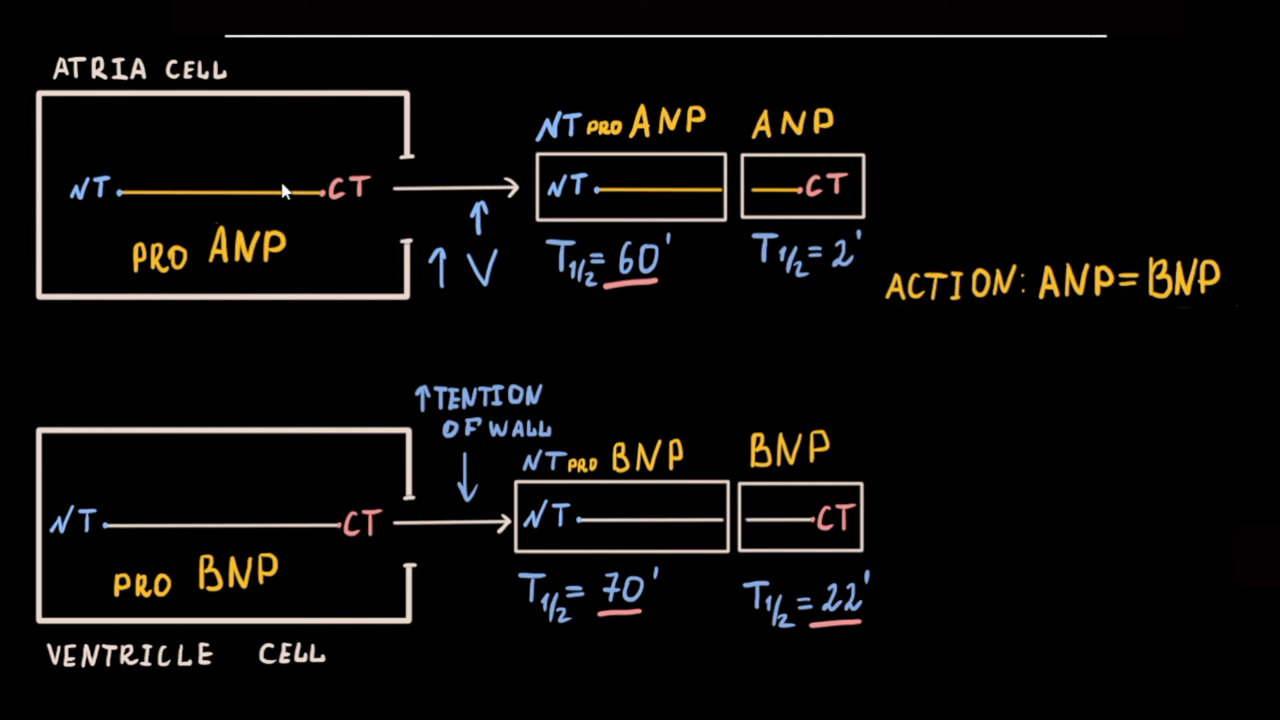 ATRIA CELL
NT CT
PRO ANP
↑ V
NT PRO ANP
NT
T1/2 = 60'
ANP
CT
T1/2 = 2'
ACTION: ANP = BNP
↑TENTION
OF WALL
NT CT
PRO BNP
VENTRICLE CELL
NT PRO BNP
NT
T1/2 = 70'
BNP
CT
T1/2 = 22'